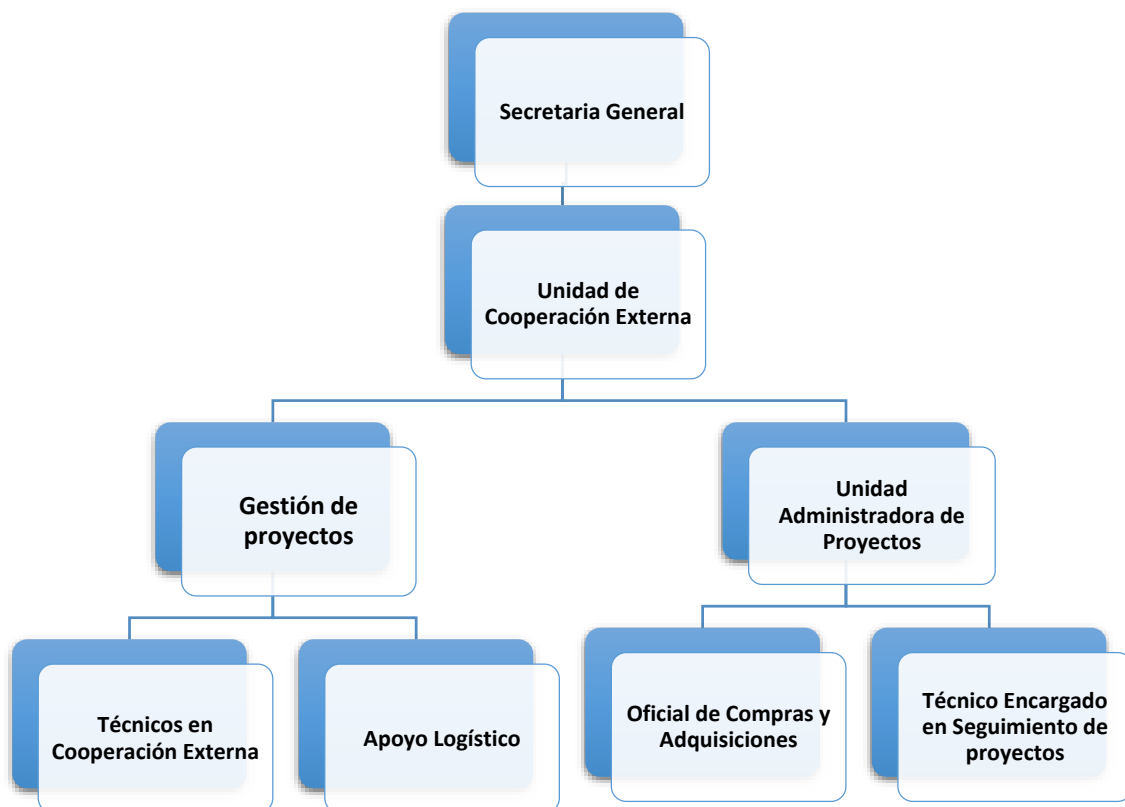 Secretaria General
Unidad de
Cooperación Externa
Gestión de
proyectos
Unidad
Administradora de
Proyectos
Técnicos en
Cooperación Externa
Apoyo Logístico
Oficial de Compras y
Adquisiciones
Técnico Encargado
en Seguimiento de
proyectos